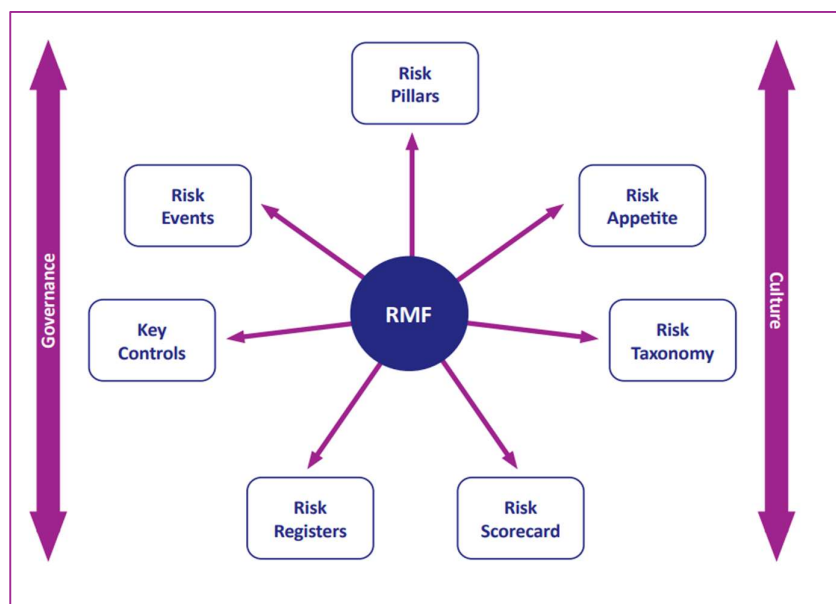 Risk
Pillars
Risk
Events
Risk
Appetite
Governance
Culture
RMF
Key
Controls
Risk
Taxonomy
Risk
Registers
Risk
Scorecard